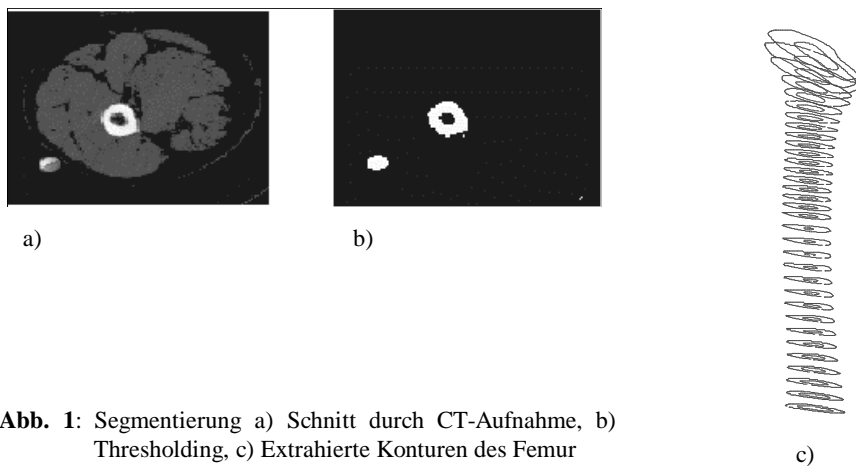 a)
b)
Abb. 1: Segmentierung a) Schnitt durch CT-Aufnahme, b)
Thresholding, c) Extrahierte Konturen des Femur
c)